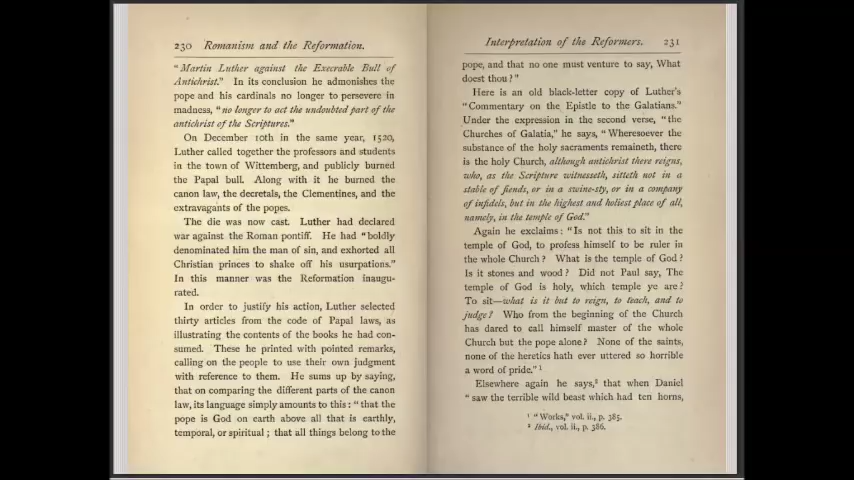 230 Romanism and the Reformation.
“Martin Luther against the Execrable Bull of
Antichrist.” In its conclusion he admonishes the
pope and his cardinals no longer to persevere in
madness, “no longer to act the undoubted part of the
antichrist of the Scriptures.”
On December 10th in the same year, 1520,
Luther called together the professors and students
in the town of Wittemberg, and publicly burned
the Papal bull. Along with it he burned the
canon law, the decretals, the Clementines, and the
extravagants of the popes.
The die was now cast. Luther had declared
war against the Roman pontiff. He had “boldly
denominated him the man of sin, and exhorted all
Christian princes to shake off his usurpations.”
In this manner was the Reformation inaugu-
rated.
In order to justify his action, Luther selected
thirty articles from the code of Papal laws, as
illustrating the contents of the books he had con-
sumed. These he printed with pointed remarks,
calling on the people to use their own judgment
with reference to them. He sums up by saying,
that on comparing the different parts of the canon
law, its language simply amounts to this: “that the
pope is God on earth above all that is earthly,
temporal, or spiritual; that all things belong to the
Interpretation of the Reformers. 231
pope, and that no one must venture to say, What
doest thou?”
Here is an old black-letter copy of Luther's
“Commentary on the Epistle to the Galatians.”
Under the expression in the second verse, “the
Churches of Galatia,” he says, “Wheresoever the
substance of the holy sacraments remaineth, there
is the holy Church, although antichrist there reigns,
who, as the Scripture witnesseth, sitteth not in a
stable of fiends, or in a swine-sty, or in a company
of infidels, but in the highest and holiest place of all,
namely, in the temple of God.”
Again he exclaims: “Is not this to sit in the
temple of God, to profess himself to be ruler in
the whole Church? What is the temple of God?
Is it stones and wood? Did not Paul say, The
temple of God is holy, which temple ye are?
To sit—what is it but to reign, to teach, and to
judge? Who from the beginning of the Church
has dared to call himself master of the whole
Church but the pope alone? None of the saints,
none of the heretics hath ever uttered so horrible
a word of pride.” ¹
Elsewhere again he says,² that when Daniel
“saw the terrible wild beast which had ten horns,
¹ “Works,” vol. ii., p. 385.
² Ibid., vol. ii., p. 386.